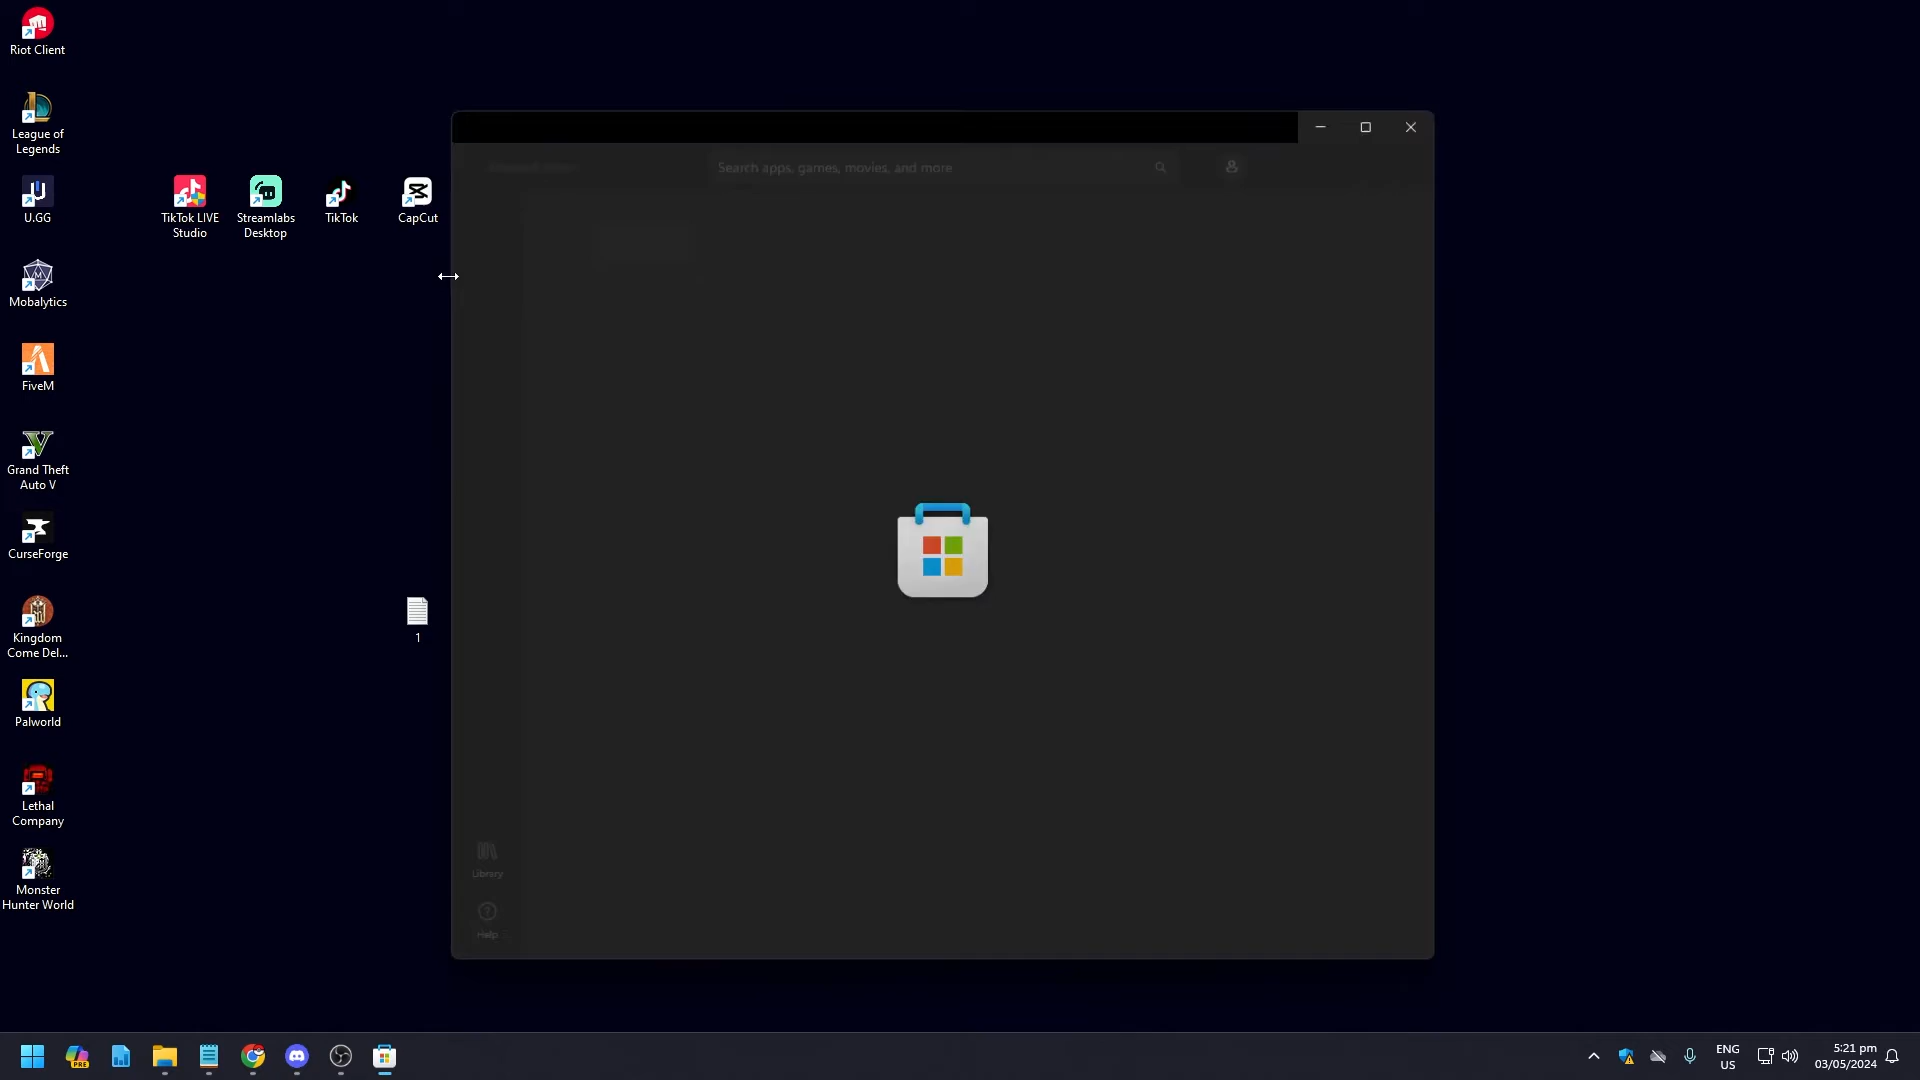 Riot Client
League of
Legends
U.GG
Mobalytics
FiveM
Grand Theft
Auto V
CurseForge
Kingdom
Come Del...
Palworld
Lethal
Company
Monster
Hunter World
TikTok LIVE
Studio
Streamlabs
Desktop
TikTok
CapCut
1
Search apps, games, movies, and more
Library
Help
PRE
ENG
US
5:21 pm
03/05/2024